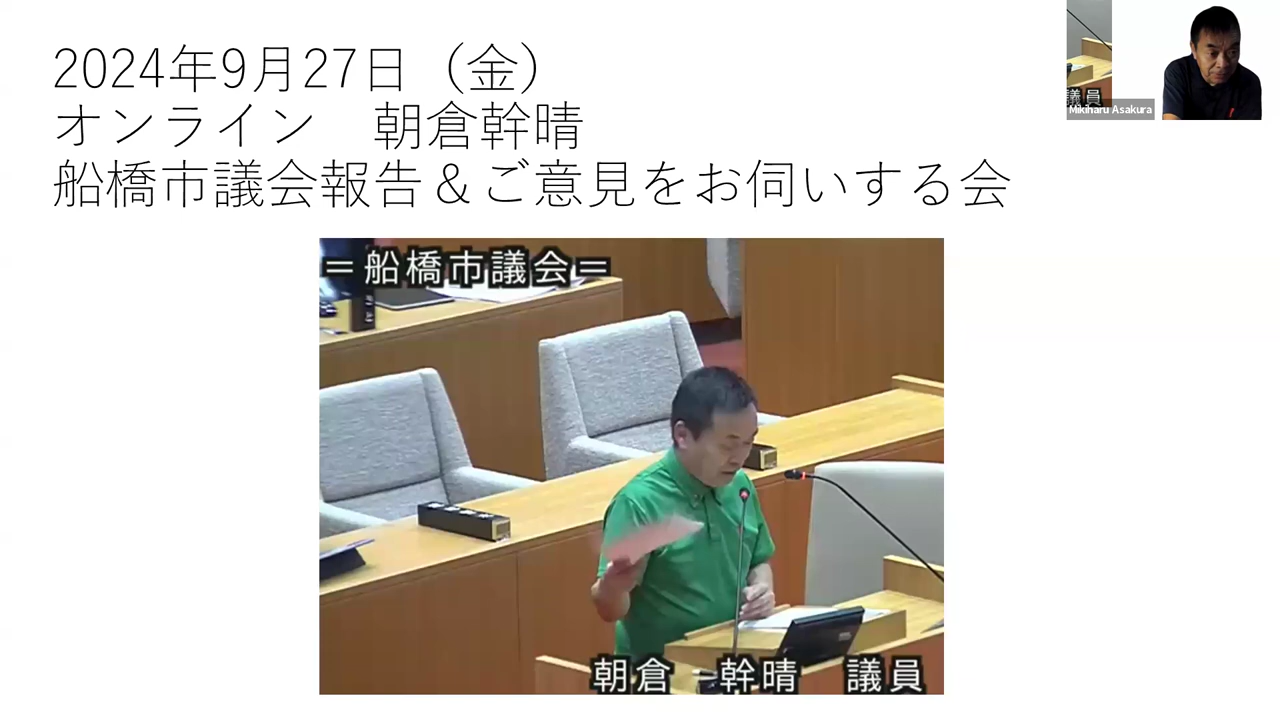 2024年9月27日（金）
オンライン　朝倉幹晴
船橋市議会報告＆ご意見をお伺いする会
議員
Mikiharu Asakura
＝船橋市議会＝
朝倉　幹晴　議員